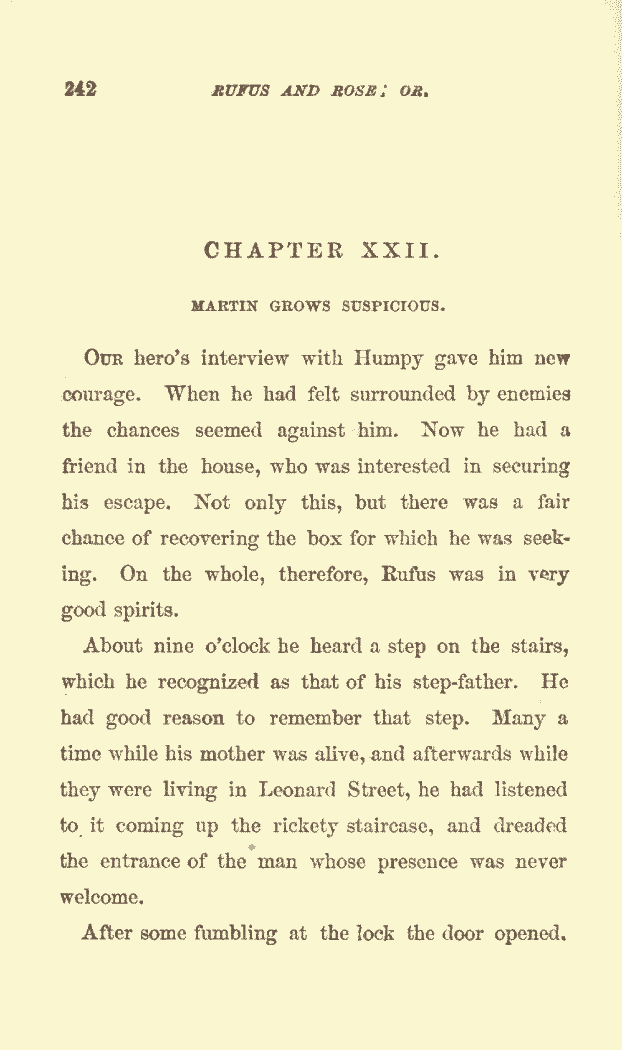 242 RUFUS AND ROSE; OR.
CHAPTER XXII.
MARTIN GROWS SUSPICIOUS.
OUR hero's interview with Humpy gave him new
courage. When he had felt surrounded by enemies
the chances seemed against him. Now he had a
friend in the house, who was interested in securing
his escape. Not only this, but there was a fair
chance of recovering the box for which he was seek-
ing. On the whole, therefore, Rufus was in very
good spirits.
About nine o'clock he heard a step on the stairs,
which he recognized as that of his step-father. He
had good reason to remember that step. Many a
time while his mother was alive, and afterwards while
they were living in Leonard Street, he had listened
to it coming up the rickety staircase, and dreaded
the entrance of the man whose presence was never
welcome.
After some fumbling at the lock the door opened.